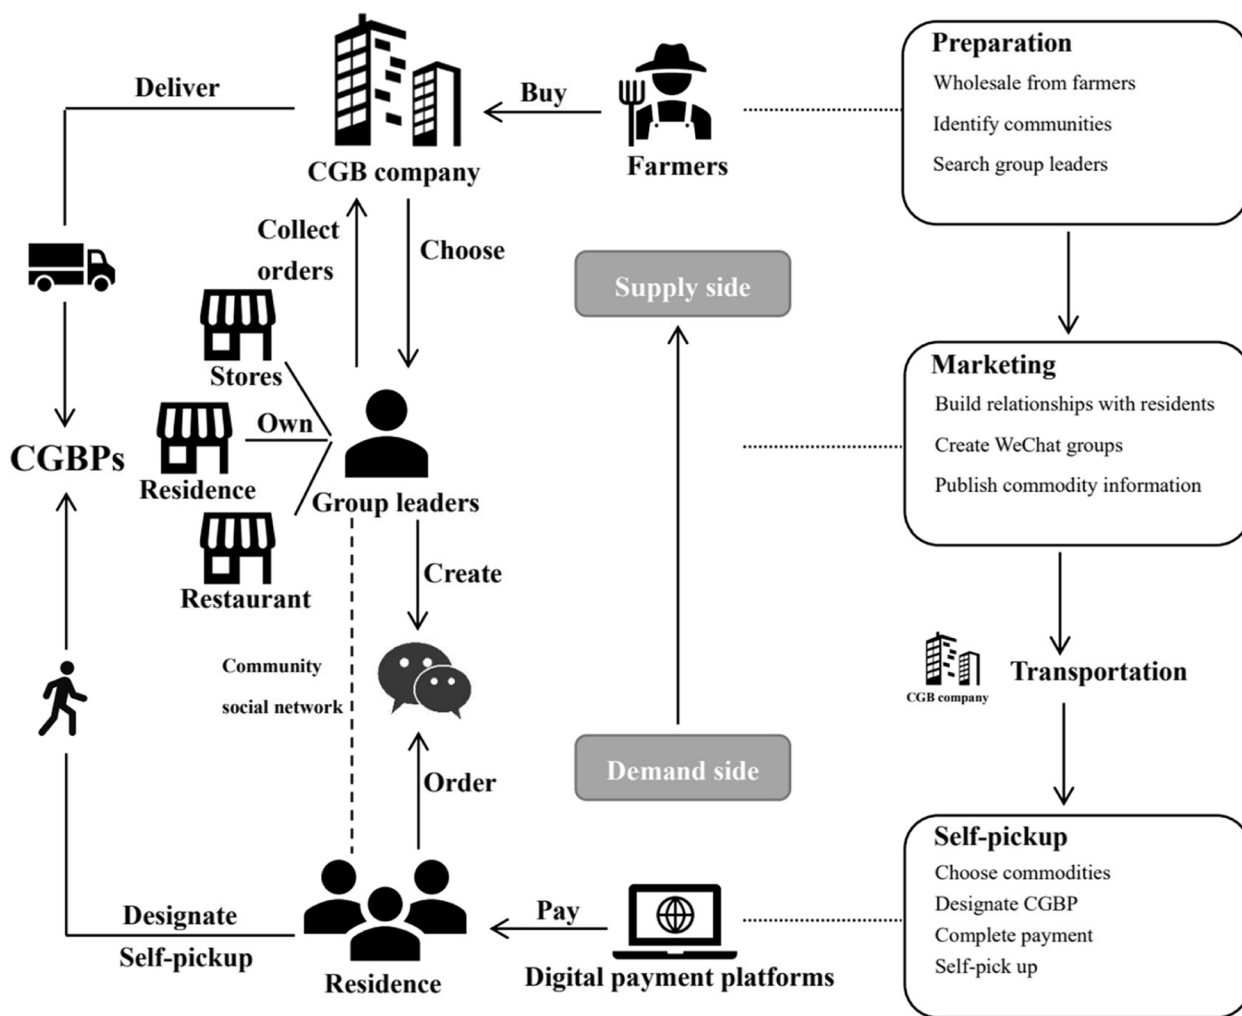 Deliver
CGB company
Buy
Farmers
Collect
orders
Choose
Stores
Own
CGBPs
Residence
Group leaders
Restaurant
Create
Community
social network
Order
Designate
Self-pickup
Residence
Pay
Digital payment platforms
Supply side
Demand side
Preparation
Wholesale from farmers
Identify communities
Search group leaders
Marketing
Build relationships with residents
Create WeChat groups
Publish commodity information
CGB company
Transportation
Self-pickup
Choose commodities
Designate CGBP
Complete payment
Self-pick up